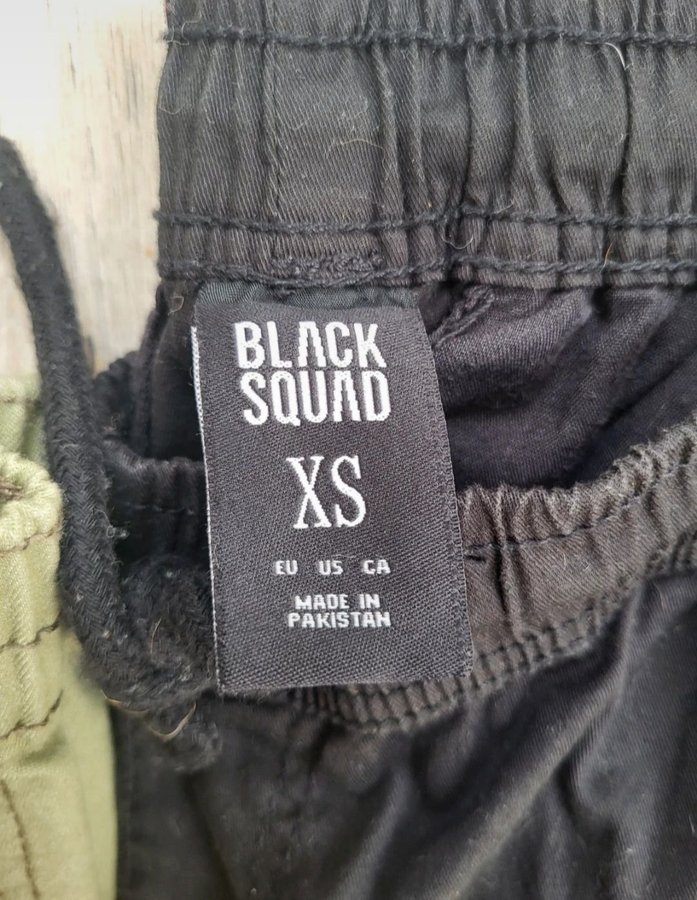 BLACK
SQUAD
XS
EU US CA
MADE IN
PAKISTAN